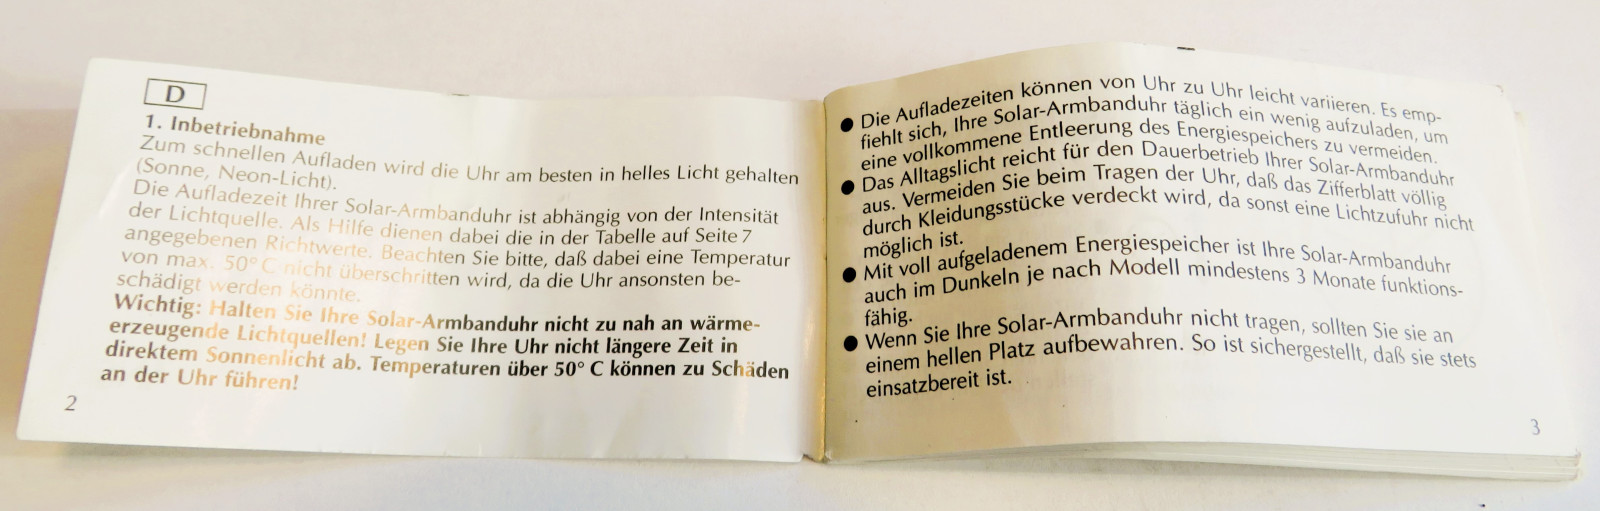 D
1. Inbetriebnahme
Zum schnellen Aufladen wird die Uhr am besten in helles Licht gehalten
(Sonne, Neon-Licht).
Die Aufladezeit Ihrer Solar-Armbanduhr ist abhängig von der Intensität
der Lichtquelle. Als Hilfe dienen dabei die in der Tabelle auf Seite 7
angegebenen Richtwerte. Beachten Sie bitte, daß dabei eine Temperatur
von max. 50° C nicht überschritten wird, da die Uhr ansonsten be-
schädigt werden könnte.
Wichtig: Halten Sie Ihre Solar-Armbanduhr nicht zu nah an wärme-
erzeugende Lichtquellen! Legen Sie Ihre Uhr nicht längere Zeit in
direktem Sonnenlicht ab. Temperaturen über 50° C können zu Schäden
an der Uhr führen!
2
● Die Aufladezeiten können von Uhr zu Uhr leicht variieren. Es emp-
fiehlt sich, Ihre Solar-Armbanduhr täglich ein wenig aufzuladen, um
eine vollkommene Entleerung des Energiespeichers zu vermeiden.
● Das Alltagslicht reicht für den Dauerbetrieb Ihrer Solar-Armbanduhr
aus. Vermeiden Sie beim Tragen der Uhr, daß das Zifferblatt völlig
durch Kleidungsstücke verdeckt wird, da sonst eine Lichtzufuhr nicht
möglich ist.
● Mit voll aufgeladenem Energiespeicher ist Ihre Solar-Armbanduhr
auch im Dunkeln je nach Modell mindestens 3 Monate funktions-
fähig.
● Wenn Sie Ihre Solar-Armbanduhr nicht tragen, sollten Sie sie an
einem hellen Platz aufbewahren. So ist sichergestellt, daß sie stets
einsatzbereit ist.
3